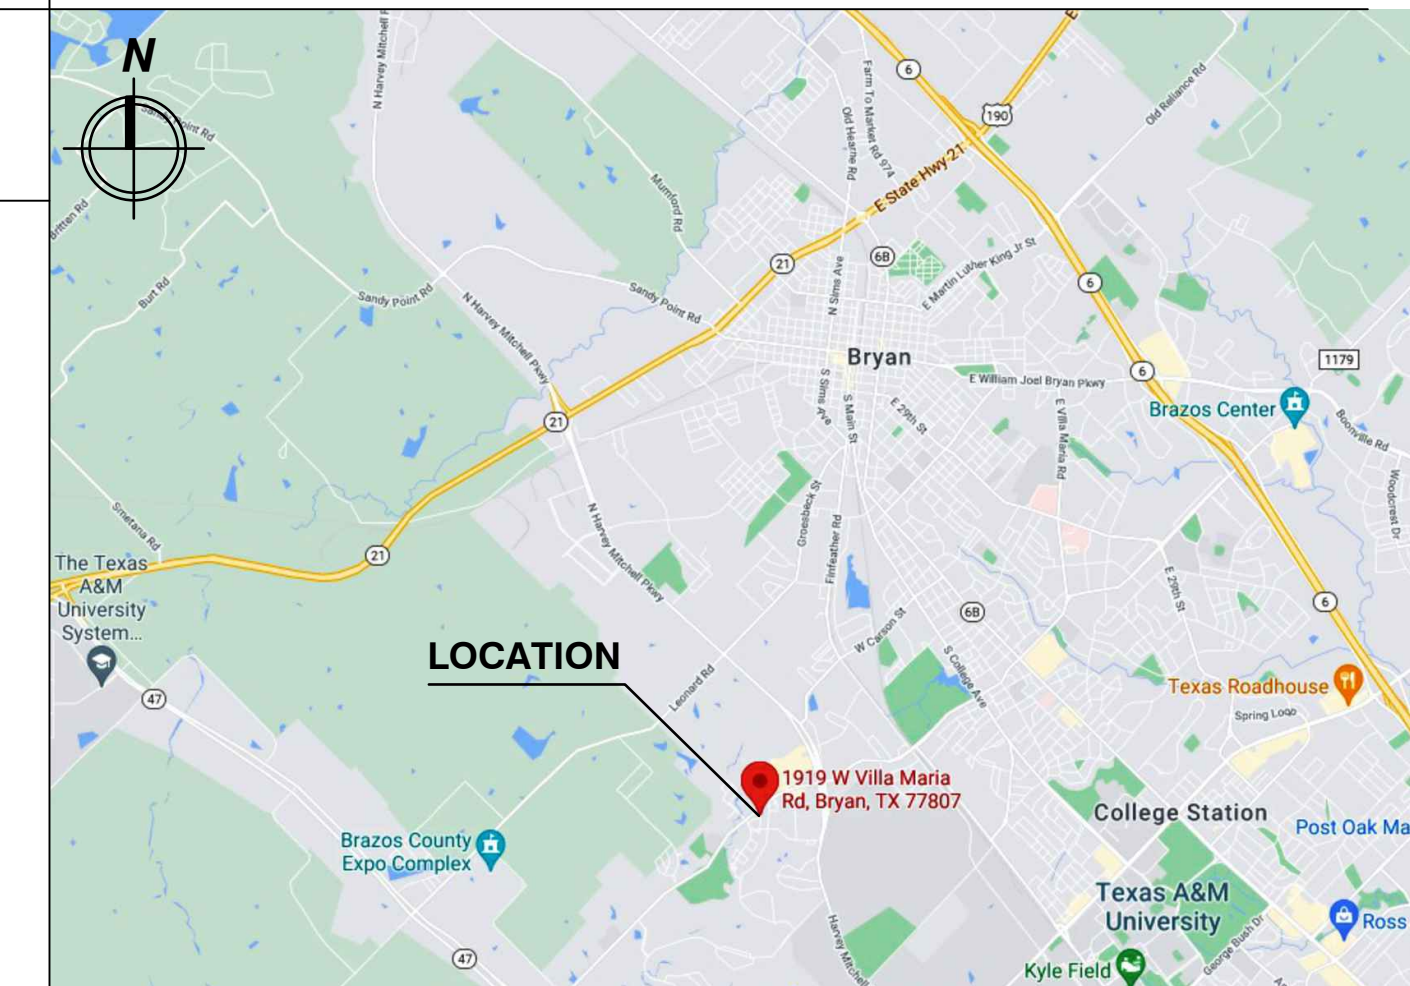 N
N Harvey Mitchell P
Sandy Point Rd
Britten Rd
Burt Rd
Sandy Point Rd
N Harvey Mitchell Pkwy
Mumford Rd
Sandy Point Rd
Old Hearne Rd
Farm To Market Rd 974
6
190
E
Old Reliance Rd
E State Hwy 21
21
6B
N Sims Ave
E Martin Luther King Jr St
6
Bryan
6
1179
E William Joel Bryan Pkwy
Brazos Center
Boonville Rd
Woodcrest Dr
S Sims Ave
S Main St
E 29th St
E Villa Maria Rd
21
N Harvey Mitchell Pkwy
Groesbeck St
Finfeather Rd
Smetana Rd
21
The Texas
A&M
University
System...
47
E 29th St
6
6B
W Carson St
S College Ave
LOCATION
Leonard Rd
Texas Roadhouse
Spring Loop
1919 W Villa Maria
Rd, Bryan, TX 77807
College Station
Post Oak Ma
Brazos County
Expo Complex
Texas A&M
University
Ross
George Bush Dr
Harvey Mitchell
47
Kyle Field